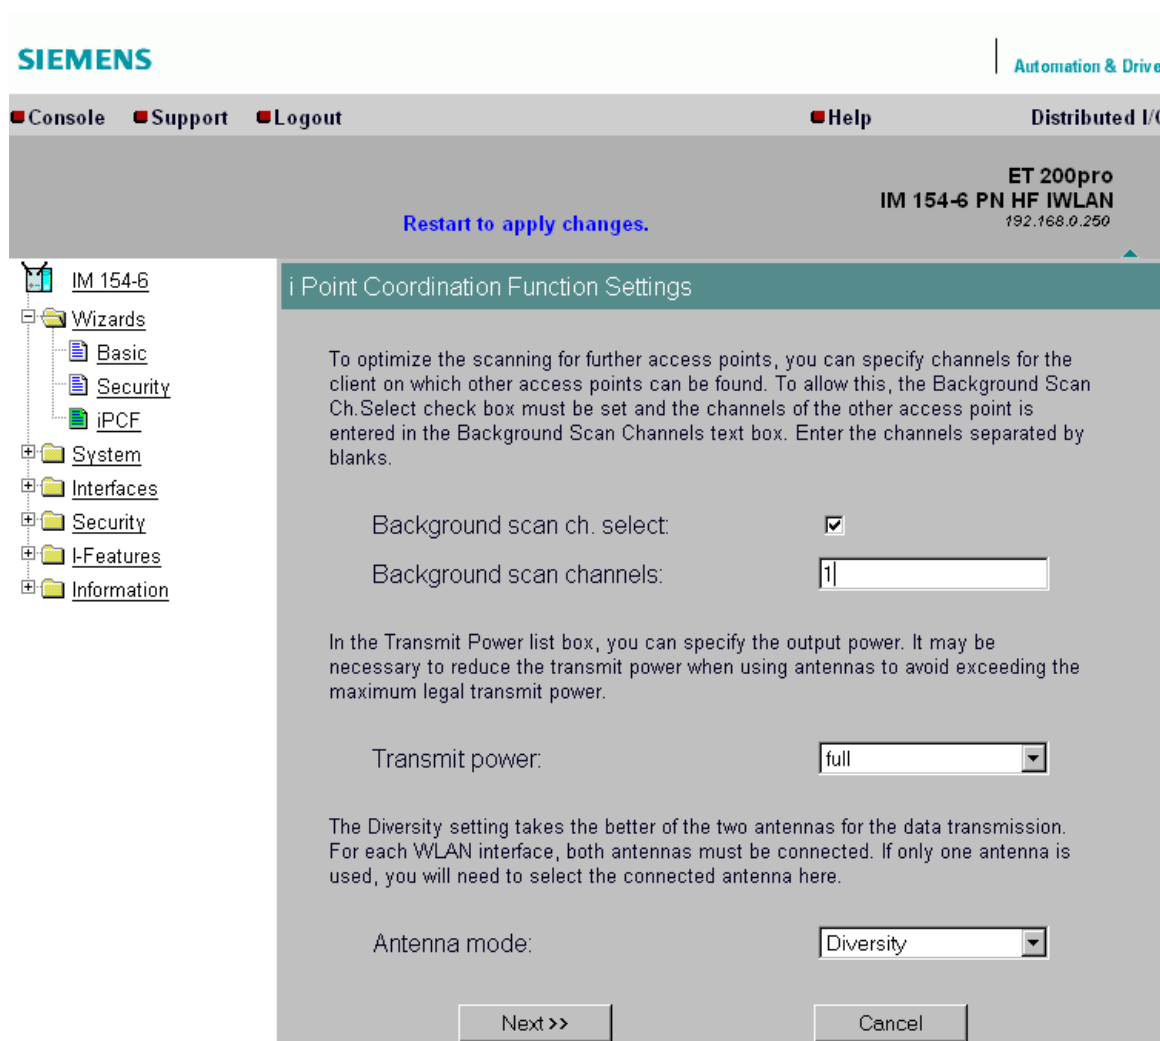 SIEMENS
Automation & Drive
Console Support Logout Help Distributed I/
ET 200pro
IM 154-6 PN HF IWLAN
192.168.0.250
Restart to apply changes.
IM 154-6
Wizards
Basic
Security
iPCF
System
Interfaces
Security
I-Features
Information
i Point Coordination Function Settings
To optimize the scanning for further access points, you can specify channels for the
client on which other access points can be found. To allow this, the Background Scan
Ch.Select check box must be set and the channels of the other access point is
entered in the Background Scan Channels text box. Enter the channels separated by
blanks.
Background scan ch. select:
Background scan channels: 1
In the Transmit Power list box, you can specify the output power. It may be
necessary to reduce the transmit power when using antennas to avoid exceeding the
maximum legal transmit power.
Transmit power: full
The Diversity setting takes the better of the two antennas for the data transmission.
For each WLAN interface, both antennas must be connected. If only one antenna is
used, you will need to select the connected antenna here.
Antenna mode: Diversity
Next >> Cancel